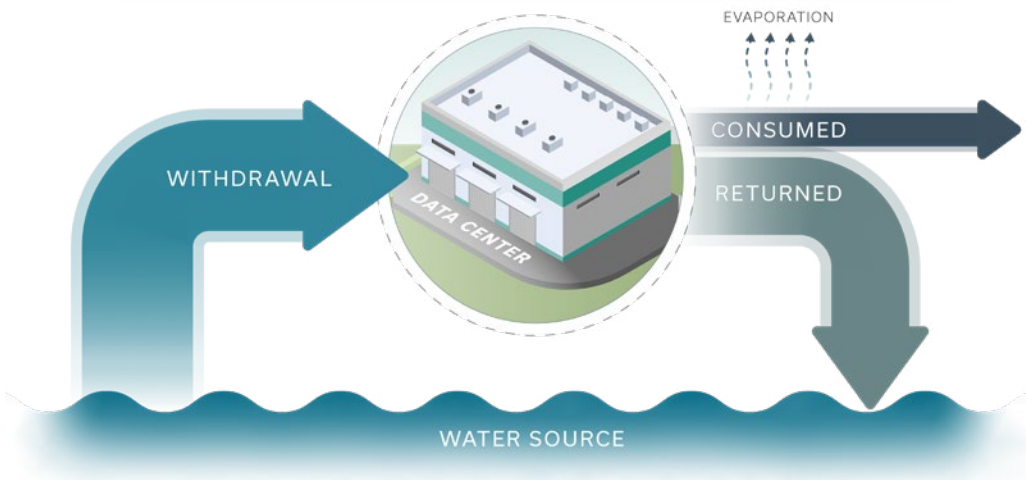 EVAPORATION
CONSUMED
WITHDRAWAL
RETURNED
DATA CENTER
WATER SOURCE